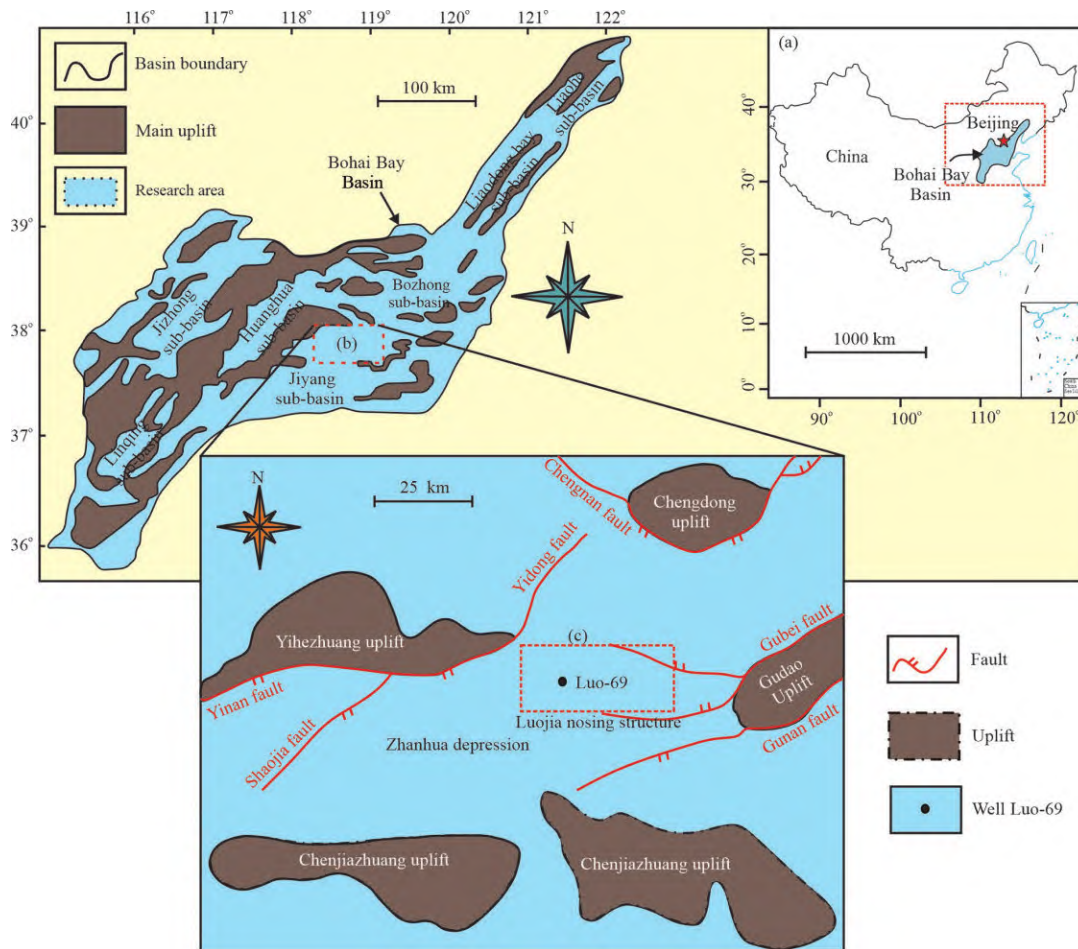 116°
117°
118°
119°
120°
121°
122°
Basin boundary
Main uplift
Research area
100 km
40°
39°
38°
37°
36°
Bohai Bay
Basin
Liaohe
sub-basin
Liaodong bay
sub-basin
Bozhong
sub-basin
Jizhong
sub-basin
Huanghua
sub-basin
(b)
Jiyang
sub-basin
Linqing
sub-basin
N
(a)
40°
30°
20°
10°
0°
Beijing
China
Bohai Bay
Basin
1000 km
90°
100°
110°
120°
N
25 km
Chengnan fault
Chengdong
uplift
Yidong fault
Yihezhuang uplift
(c)
Gubei fault
Luo-69
Gudao
Uplift
Yinan fault
Luojia nosing structure
Gunan fault
Shaojia fault
Zhanhua depression
Chenjiazhuang uplift
Chenjiazhuang uplift
Fault
Uplift
Well Luo-69